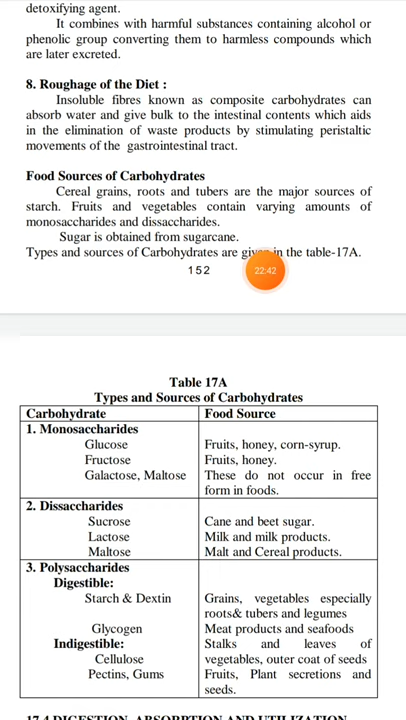 detoxifying agent.
It combines with harmful substances containing alcohol or
phenolic group converting them to harmless compounds which
are later excreted.
8. Roughage of the Diet :
Insoluble fibres known as composite carbohydrates can
absorb water and give bulk to the intestinal contents which aids
in the elimination of waste products by stimulating peristaltic
movements of the gastrointestinal tract.
Food Sources of Carbohydrates
Cereal grains, roots and tubers are the major sources of
starch. Fruits and vegetables contain varying amounts of
monosaccharides and dissaccharides.
Sugar is obtained from sugarcane.
Types and sources of Carbohydrates are in the table-17A.
152
22:42
Table 17A
Types and Sources of Carbohydrates
Carbohydrate Food Source
1. Monosaccharides
Glucose Fruits, honey, corn-syrup.
Fructose Fruits, honey.
Galactose, Maltose These do not occur in free
form in foods.
2. Dissaccharides
Sucrose Cane and beet sugar.
Lactose Milk and milk products.
Maltose Malt and Cereal products.
3. Polysaccharides
Digestible:
Starch & Dextin Grains, vegetables especially
roots& tubers and legumes
Glycogen Meat products and seafoods
Indigestible: Stalks and leaves of
Cellulose vegetables, outer coat of seeds
Pectins, Gums Fruits, Plant secretions and
seeds.
17.4 DIGESTION, ABSORPTION AND UTILIZATION